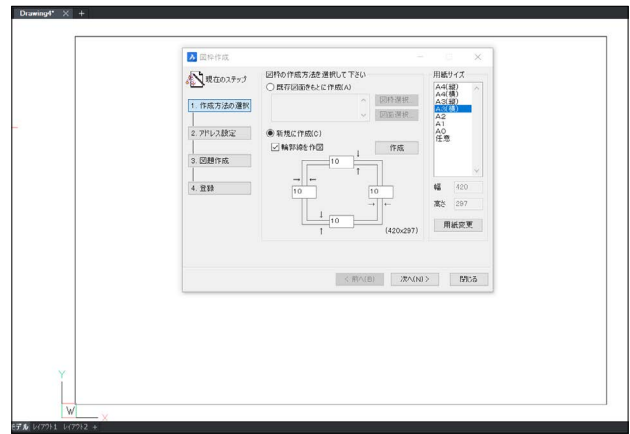 Drawing4* × +
図枠作成
現在のステップ
1. 作成方法の選択
2. アドレス設定
3. 図題作成
4. 登録
図枠の作成方法を選択して下さい
既存図面をもとに作成(A)
図枠選択...
図面選択...
新規に作成(C)
輪郭線を作図
作成
10
10
10
10
(420x297)
用紙サイズ
A4(縦)
A4(横)
A3(縦)
A3(横)
A2
A1
A0
任意
幅 420
高さ 297
用紙変更
< 前へ(B)
次へ(N) >
閉じる
Y
W
X
モデル レイアウト1 レイアウト2 +